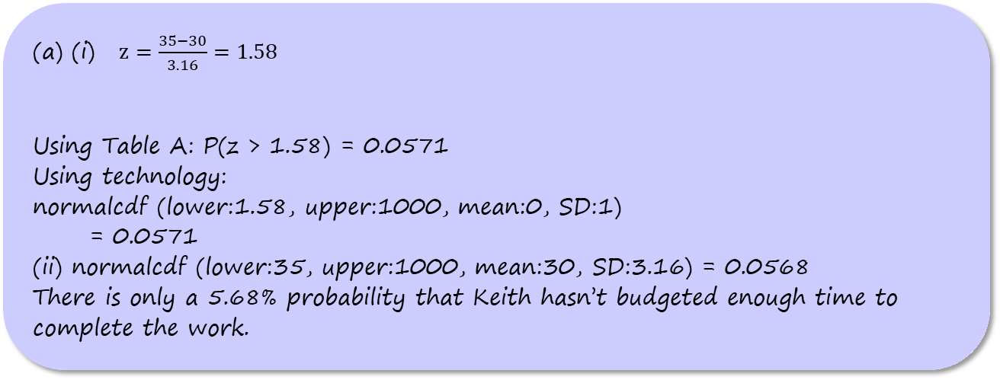 (a) (i) z = \frac{35−30}{3.16} = 1.58
Using Table A: P(z > 1.58) = 0.0571
Using technology:
normalcdf (lower:1.58, upper:1000, mean:0, SD:1)
= 0.0571
(ii) normalcdf (lower:35, upper:1000, mean:30, SD:3.16) = 0.0568
There is only a 5.68% probability that Keith hasn’t budgeted enough time to
complete the work.